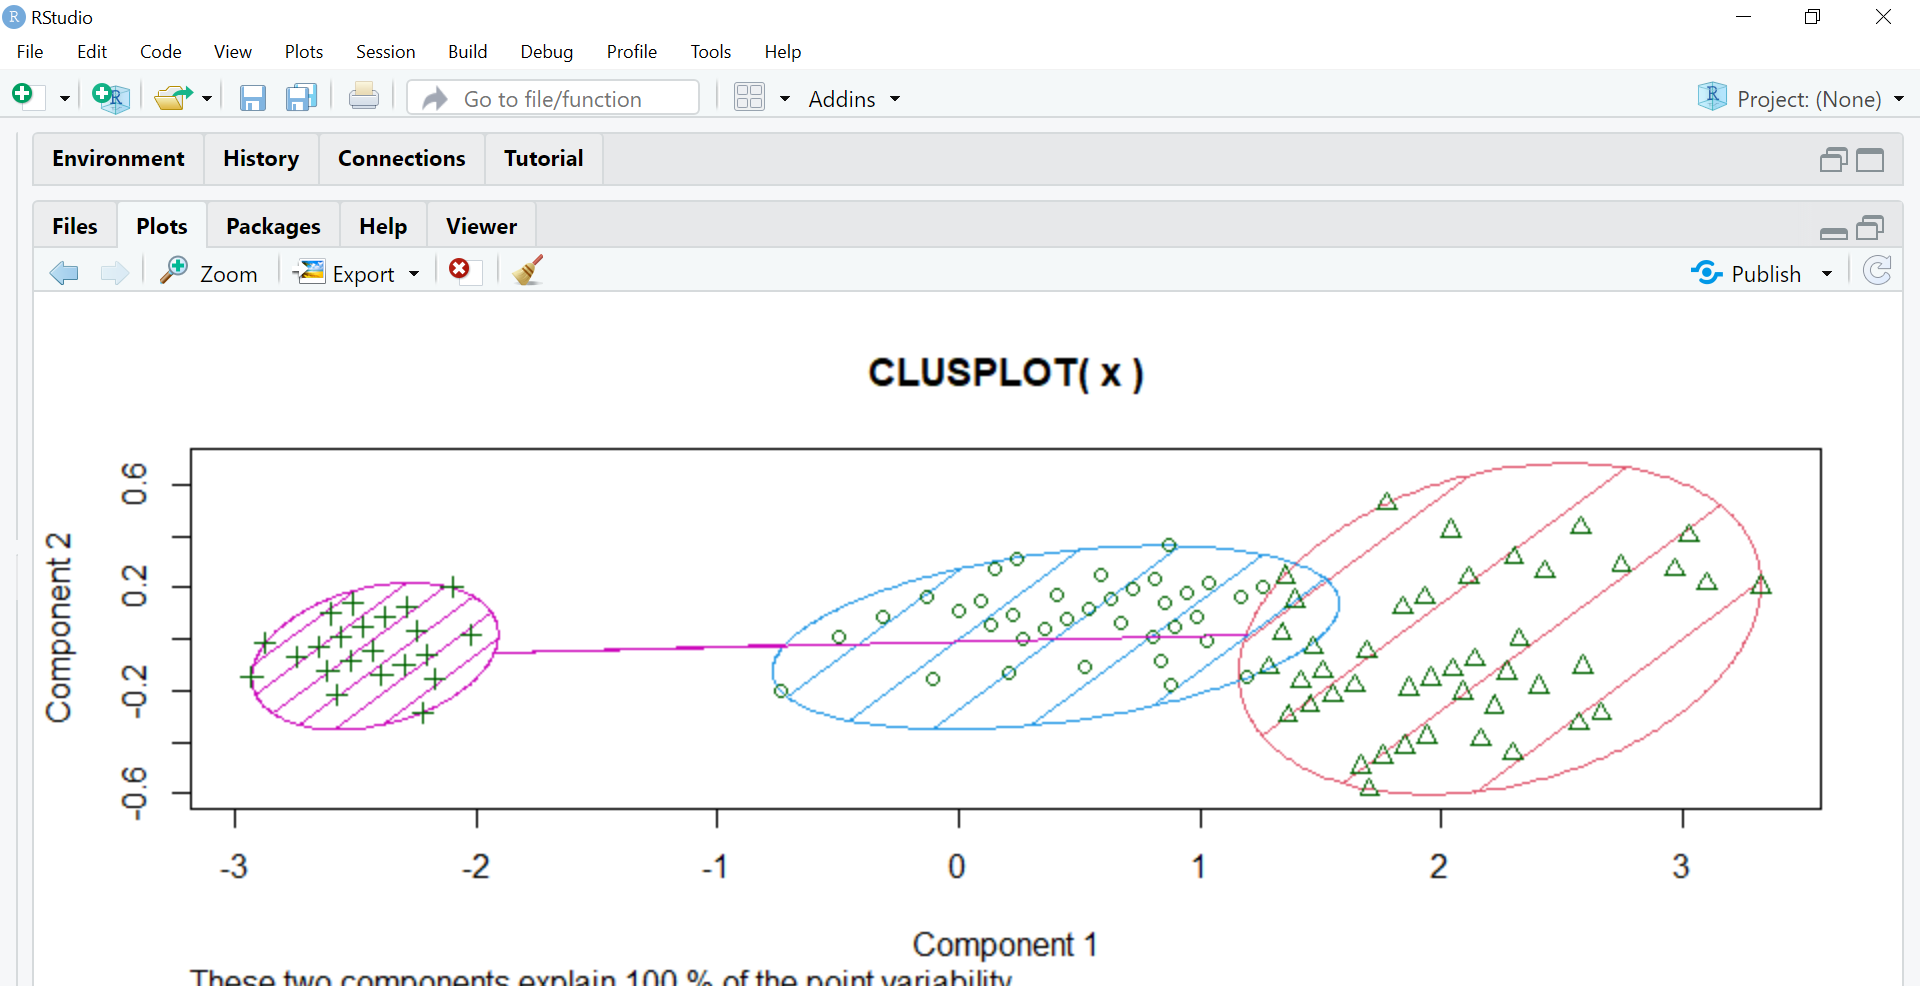 RStudio
File Edit Code View Plots Session Build Debug Profile Tools Help
Go to file/function Addins Project: (None)
Environment History Connections Tutorial
Files Plots Packages Help Viewer
Zoom Export Publish
CLUSPLOT( x )
Component 2
0.6
0.2
-0.2
-0.6
-3 -2 -1 0 1 2 3
Component 1
These two components explain 100 % of the point variability